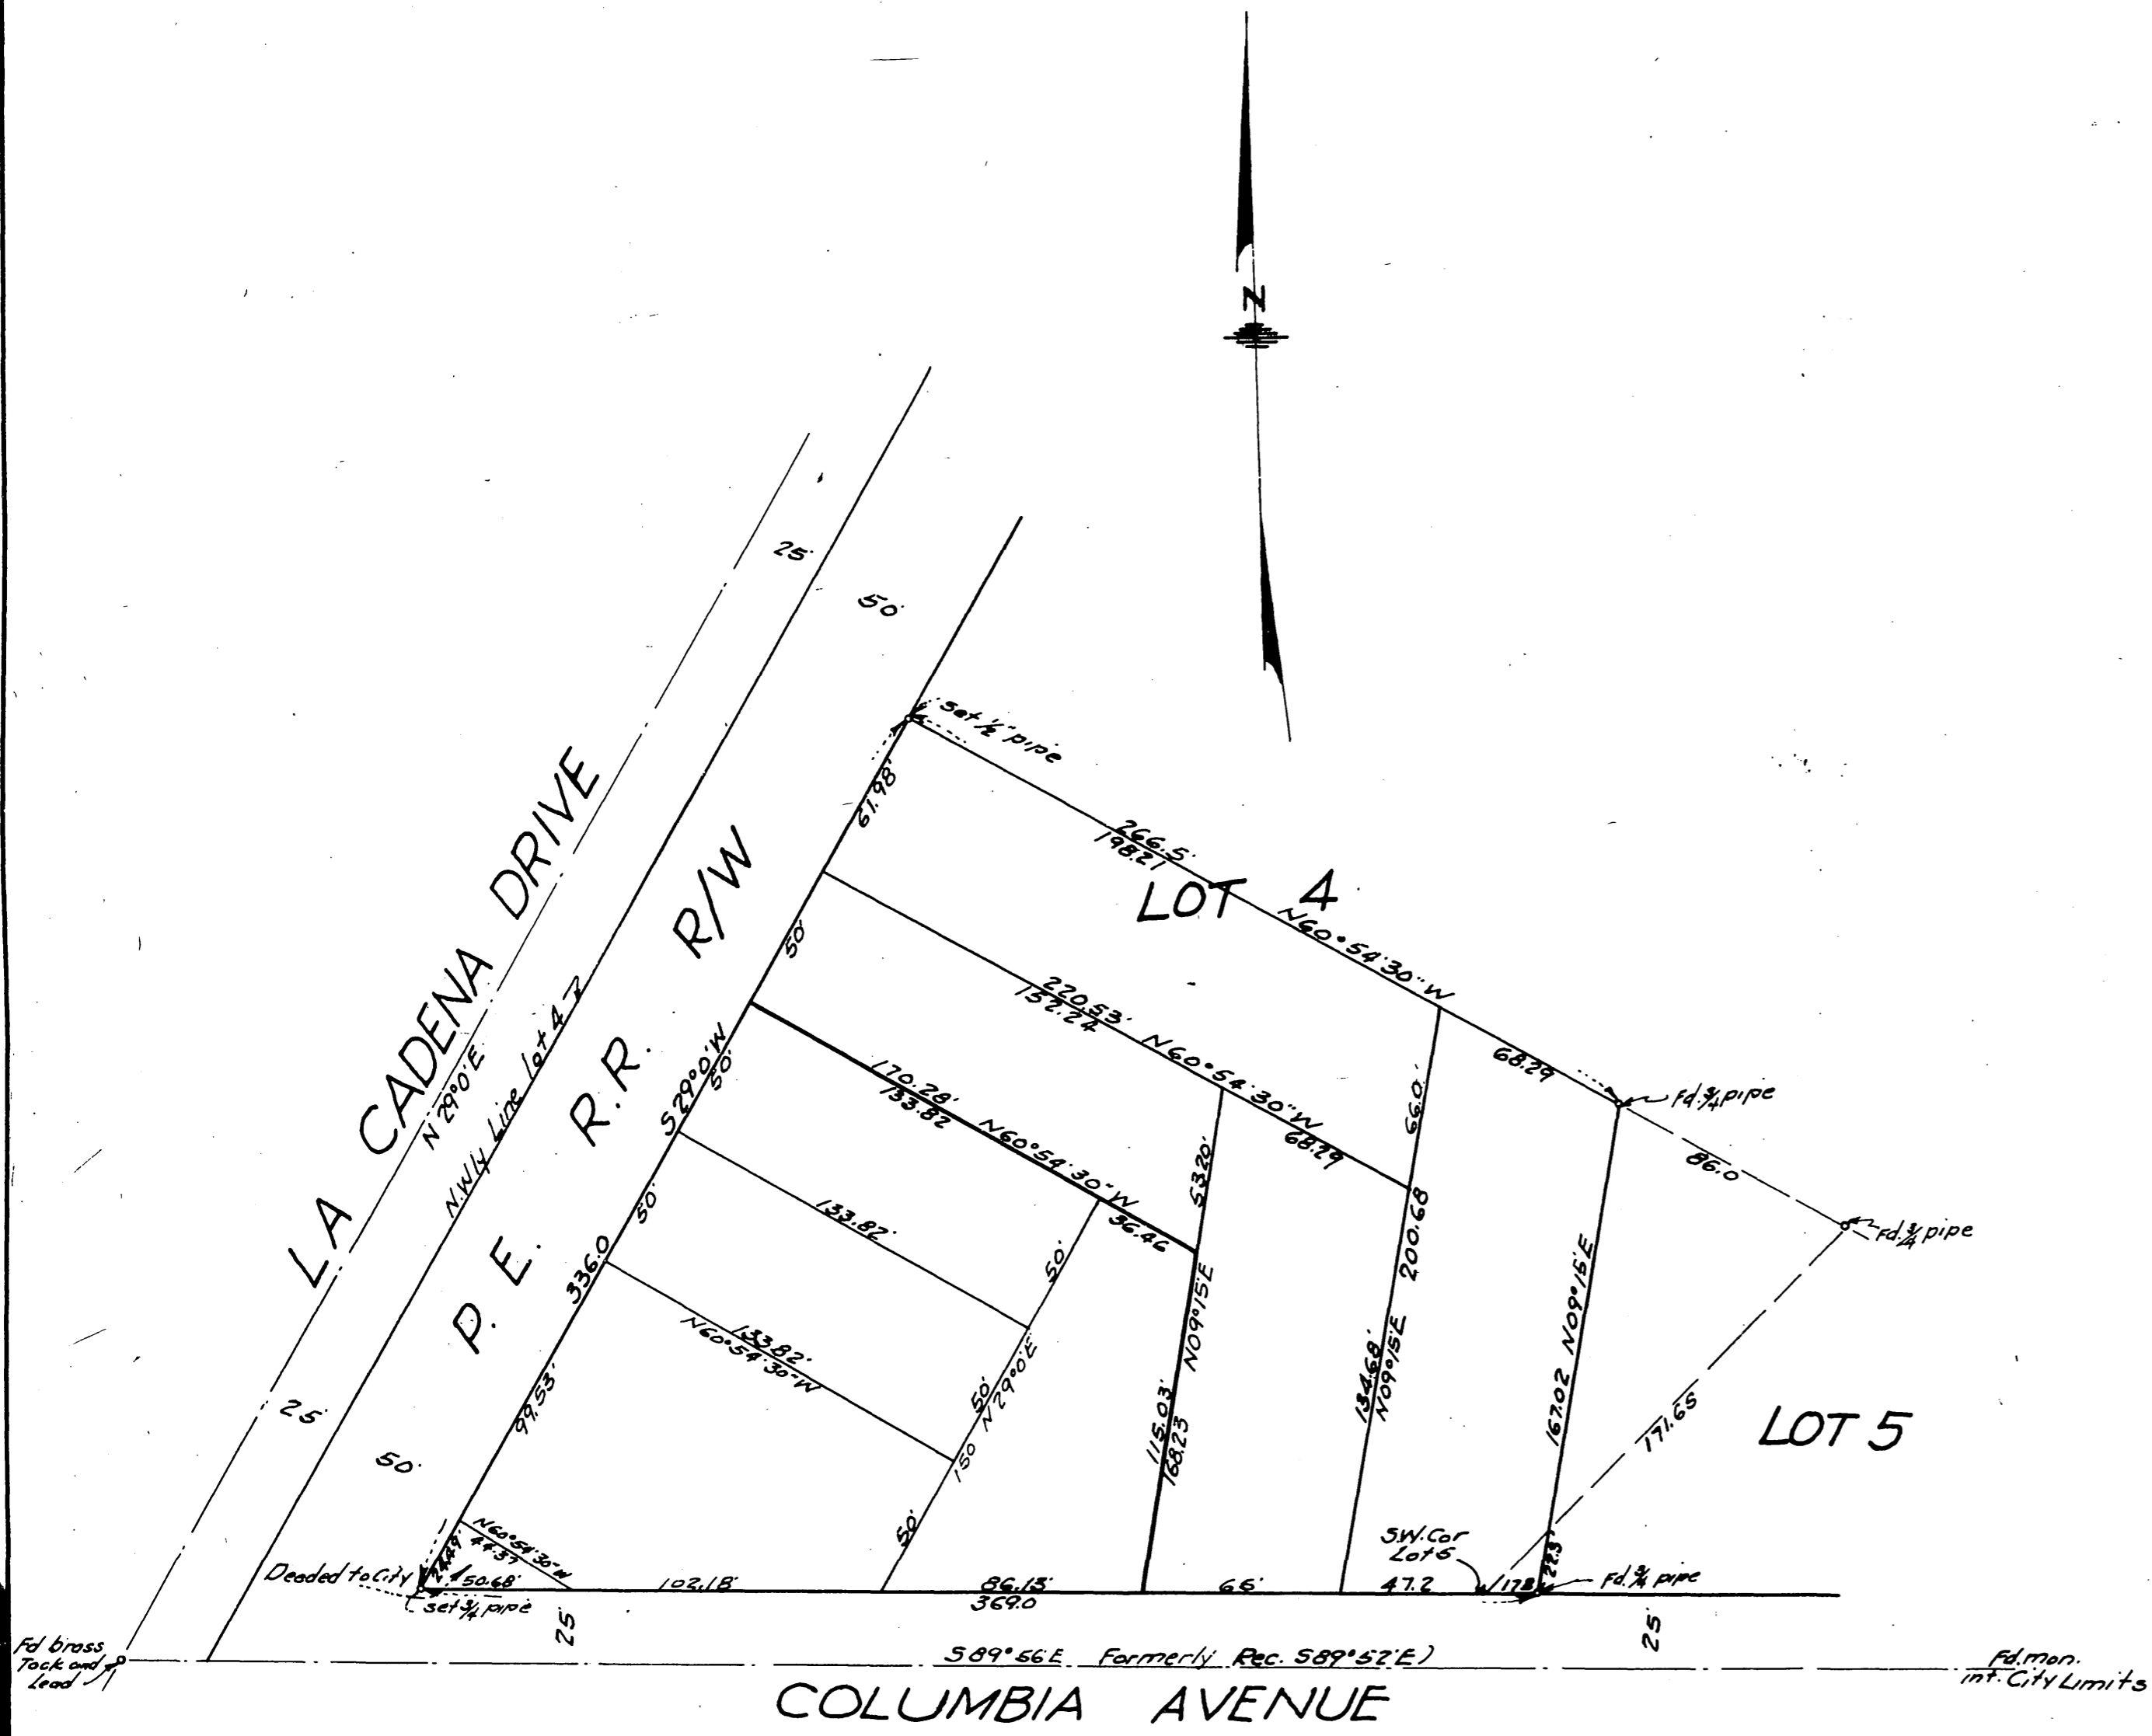 N
25'
50'
Set 1/2" pipe
61.98'
266.5'
198.21
LOT 4
N60°54'30"W
68.29
Fd. 3/4 pipe
86.0
Fd. 3/4 pipe
50'
220.53'
152.24
N60°54'30"W
68.29
66.0'
LA CADENA DRIVE
N 29°0'E
N.Wly Line Lot 4
P. E. R.R. R/W
S 29°0'W
50'
170.28'
133.82
N60°54'30"W
36.46
53.20'
50'
133.82'
50'
336.0
133.82'
N60°54'30"W
50'
N 29°0'E
150
50'
N09°15'E
115.03'
168.23
200.68
134.68'
N09°15'E
167.02 N09°15'E
171.65
LOT 5
99.53'
25'
50'
N60°54'30"W
44.37
24.49'
Deaded to City
50.68'
set 3/4 pipe
102.18'
86.13'
369.0
66'
47.2
S.W. Cor
Lot 5
17.8
22.3
Fd. 3/4 pipe
25'
25'
Fd brass
Tack and
Lead
S89°56'E Formerly Rec. S89°52'E)
Fd. mon.
int. City Limits
COLUMBIA AVENUE